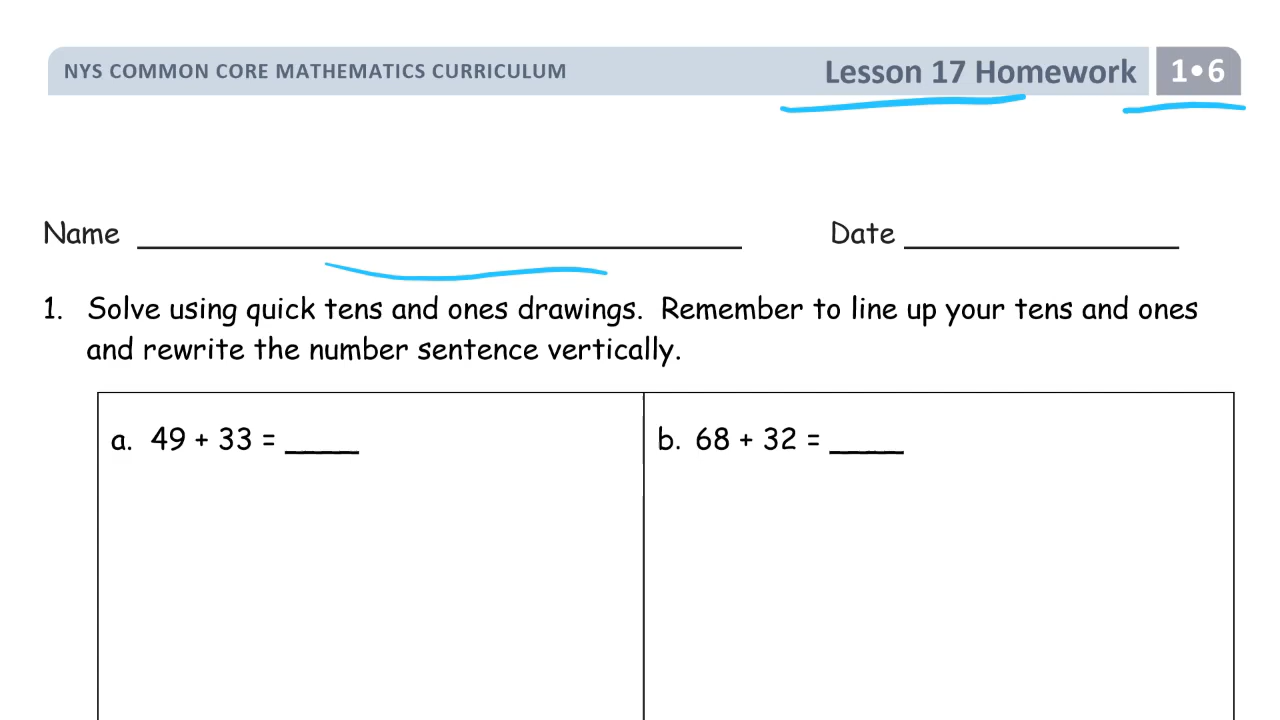 NYS COMMON CORE MATHEMATICS CURRICULUM Lesson 17 Homework 1•6
Name ____________ Date ____________
1. Solve using quick tens and ones drawings. Remember to line up your tens and ones
and rewrite the number sentence vertically.
a. 49 + 33 = ____ b. 68 + 32 = ____